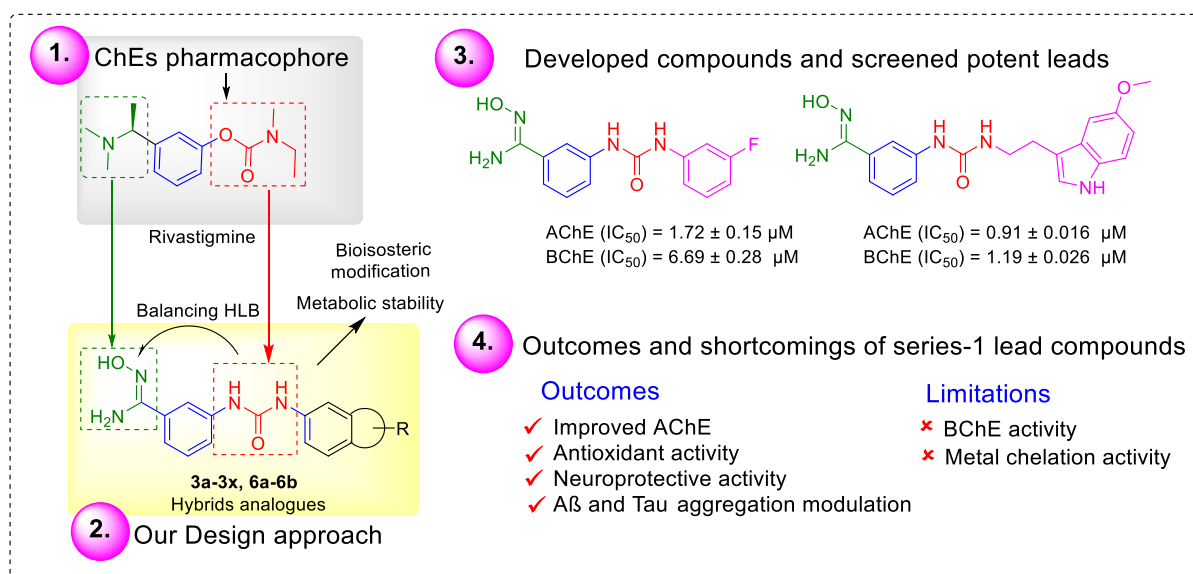 1.
ChEs pharmacophore
N
O
N
O
Rivastigmine
Bioisosteric
modification
Metabolic stability
Balancing HLB
HO
N
H2N
H
N
H
N
O
R
3a-3x, 6a-6b
Hybrids analogues
2.
Our Design approach
3.
Developed compounds and screened potent leads
HO
N
H2N
H
N
H
N
O
F
AChE (IC50) = 1.72 ± 0.15 µM
BChE (IC50) = 6.69 ± 0.28 µM
HO
N
H2N
H
N
H
N
O
O
NH
AChE (IC50) = 0.91 ± 0.016 µM
BChE (IC50) = 1.19 ± 0.026 µM
4.
Outcomes and shortcomings of series-1 lead compounds
Outcomes
✓ Improved AChE
✓ Antioxidant activity
✓ Neuroprotective activity
✓ Aß and Tau aggregation modulation
Limitations
✘ BChE activity
✘ Metal chelation activity